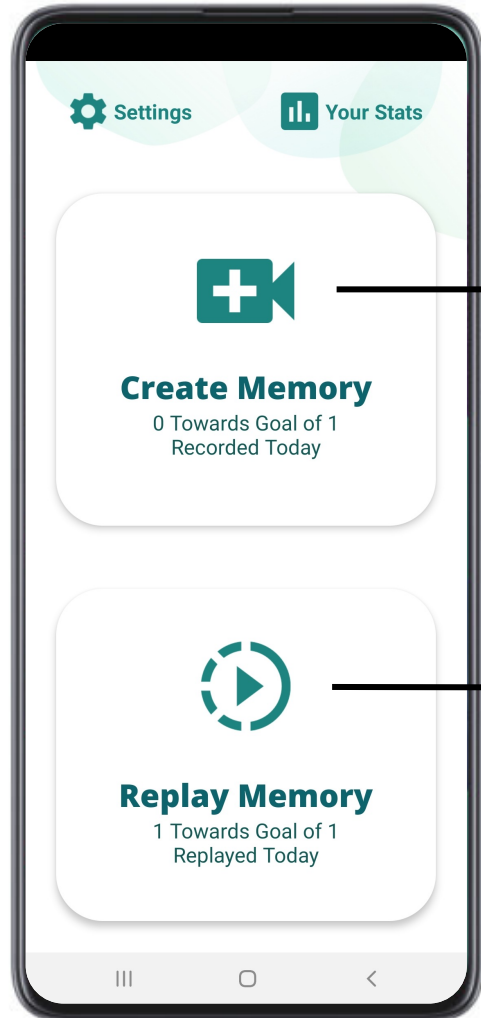 Settings
Your Stats
Create Memory
0 Towards Goal of 1
Recorded Today
Replay Memory
1 Towards Goal of 1
Replayed Today